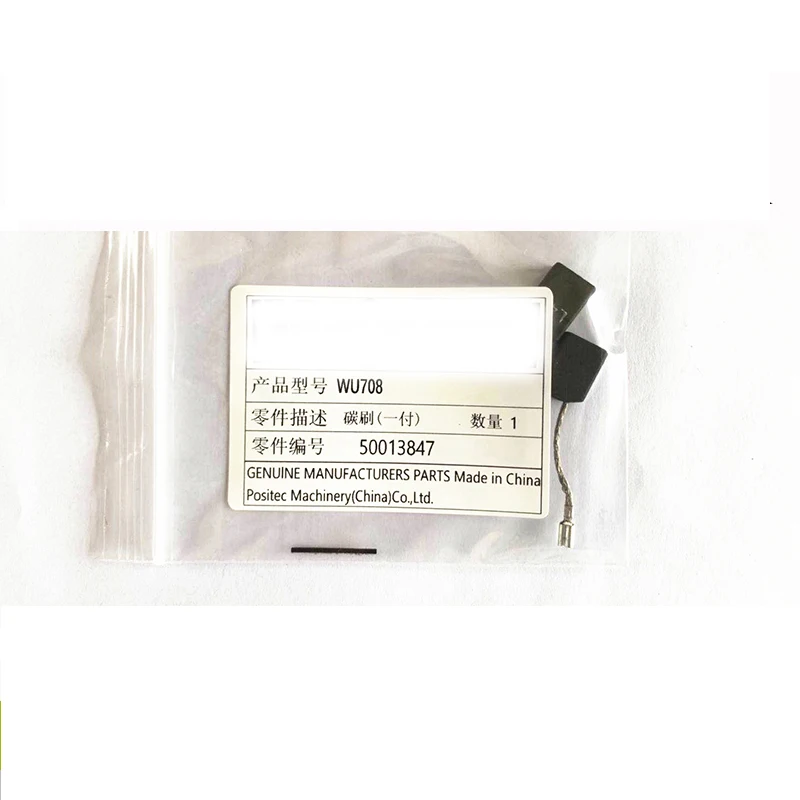 产品型号 WU708
零件描述 碳刷(一付) 数量 1
零件编号 50013847
GENUINE MANUFACTURERS PARTS Made in China
Positec Machinery(China)Co.,Ltd.